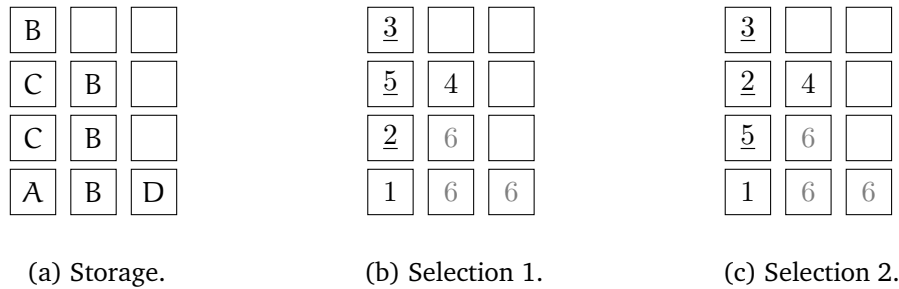 B 3 3
C B 5 4 2 4
C B 2 6 5 6
A B D 1 6 6 1 6 6
(a) Storage. (b) Selection 1. (c) Selection 2.